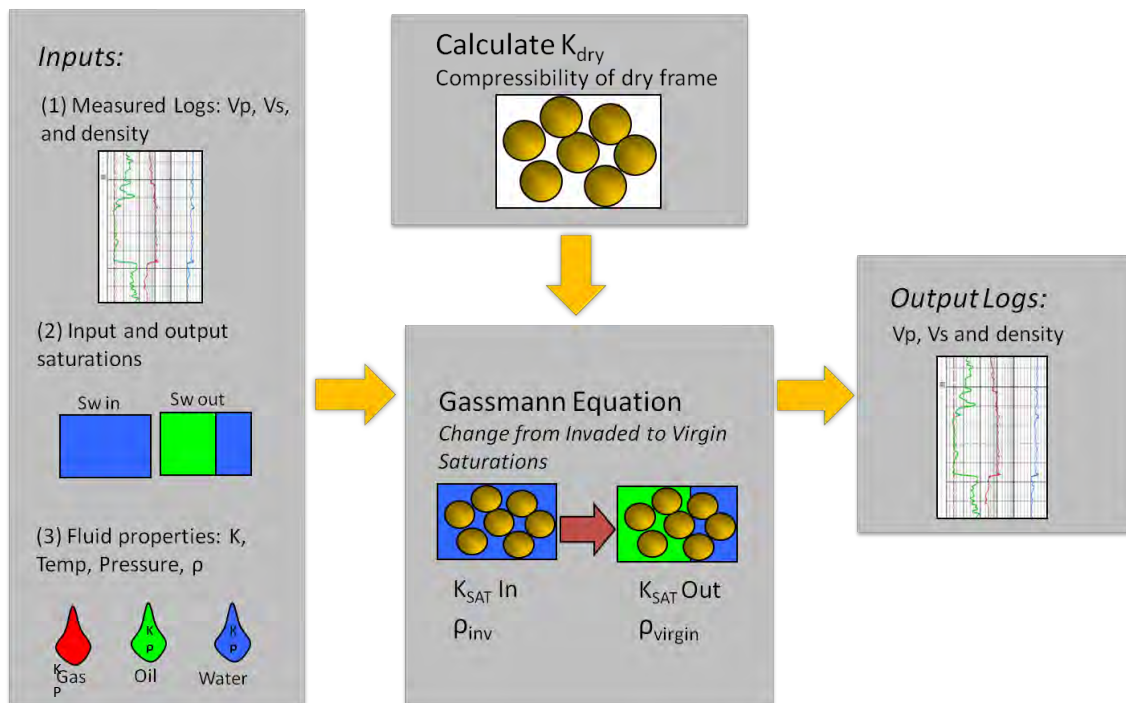 Inputs:
(1) Measured Logs: Vp, Vs,
and density
(2) Input and output
saturations
Sw in
Sw out
(3) Fluid properties: K,
Temp, Pressure, ρ
K
ρ
K
ρ
K
P
Gas
Oil
Water
Calculate Kdry
Compressibility of dry frame
Gassmann Equation
Change from Invaded to Virgin
Saturations
KSAT In
KSAT Out
ρinv
ρvirgin
Output Logs:
Vp, Vs and density